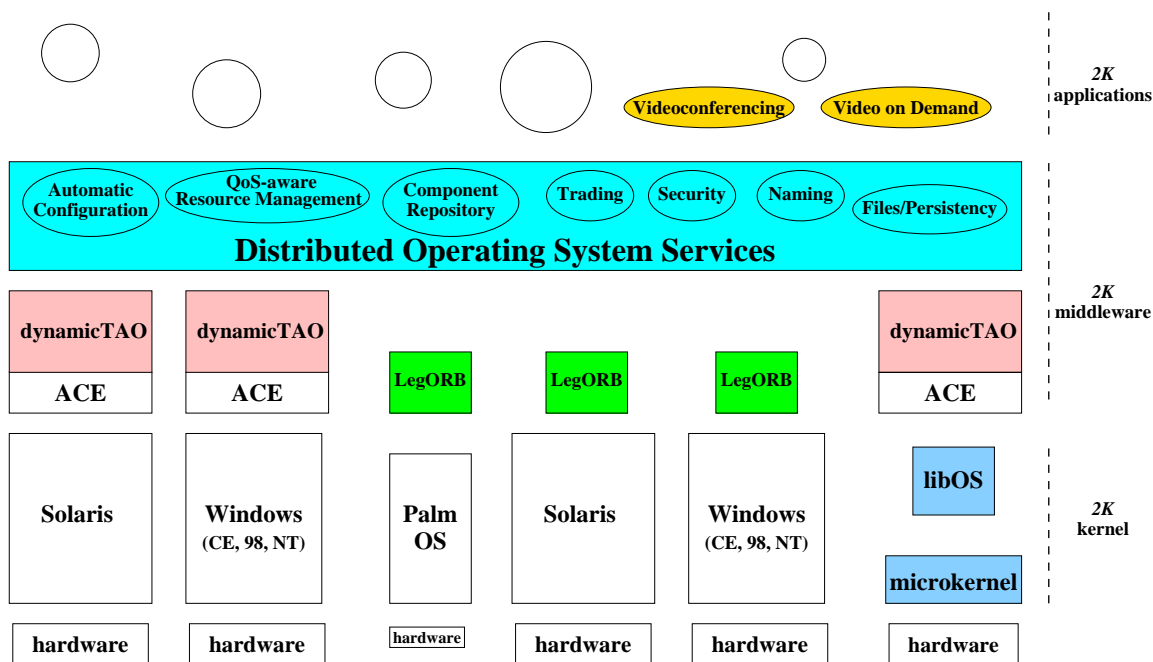 2K
applications
Videoconferencing
Video on Demand
Automatic
Configuration
QoS-aware
Resource Management
Component
Repository
Trading
Security
Naming
Files/Persistency
Distributed Operating System Services
2K
middleware
dynamicTAO
dynamicTAO
dynamicTAO
LegORB
LegORB
LegORB
ACE
ACE
ACE
Solaris
Windows
(CE, 98, NT)
Palm
OS
Solaris
Windows
(CE, 98, NT)
libOS
microkernel
2K
kernel
hardware
hardware
hardware
hardware
hardware
hardware